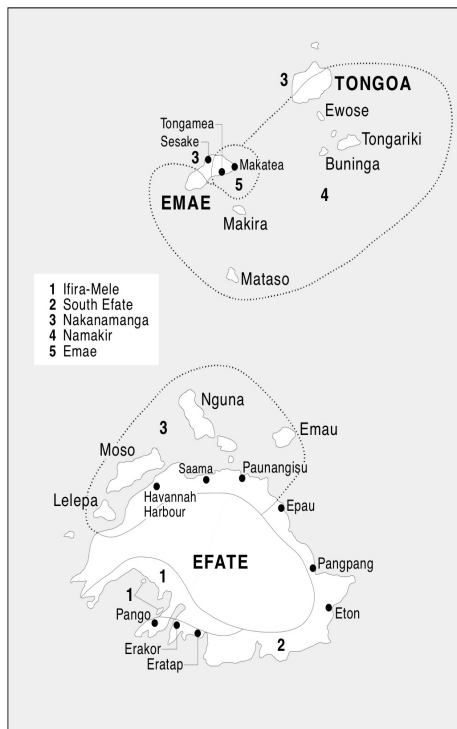 3
TONGOA
Ewose
Tongamea
Sesake
Tongariki
3
Makatea
Buninga
5
4
EMAE
Makira
Mataso
1 Ifira-Mele
2 South Efate
3 Nakanamanga
4 Namakir
5 Emae
Nguna
3
Emau
Moso
Saama
Paunangisu
Lelepa
Havannah
Harbour
Epau
EFATE
Pangpang
1
1
Pango
Eton
Erakor
2
Eratap